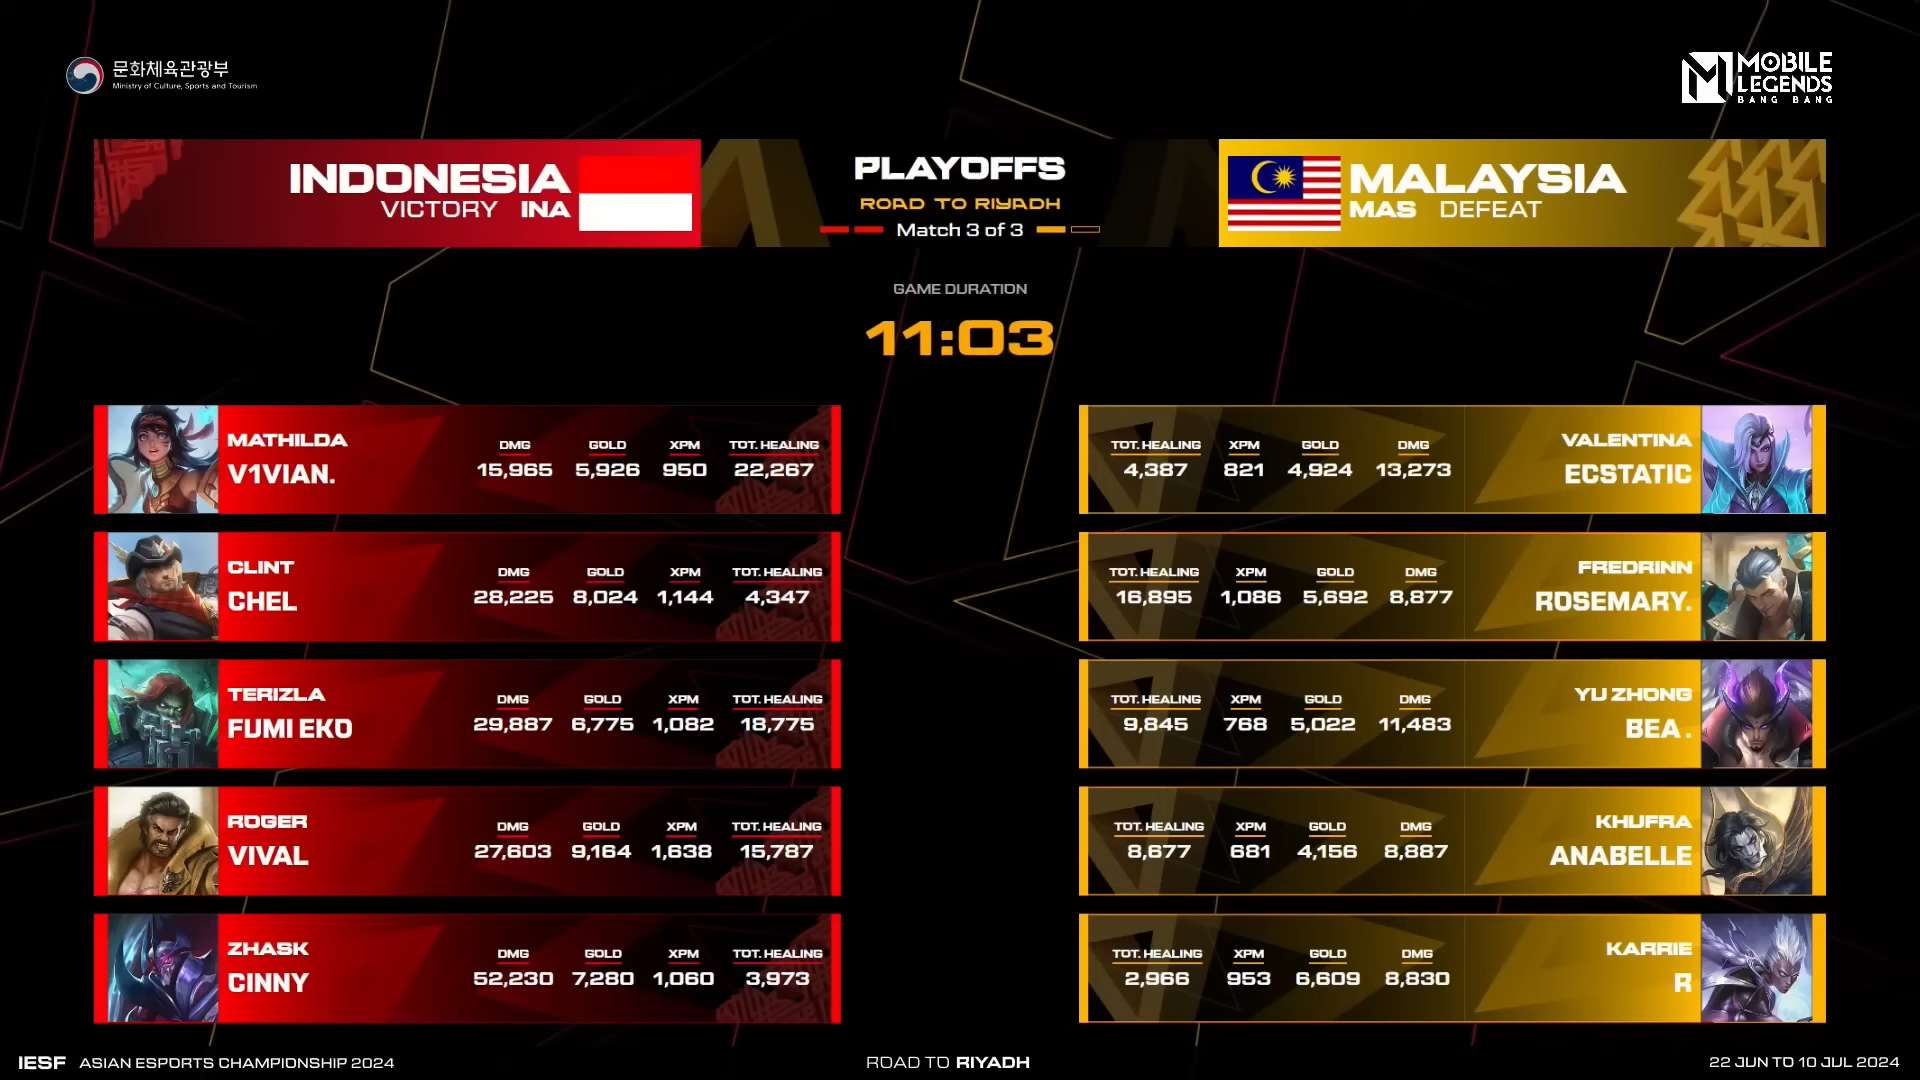 문화체육관광부
Ministry of Culture, Sports and Tourism
MOBILE
LEGENDS
BANG BANG
INDONESIA
VICTORY INA
PLAYOFFS
ROAD TO RIYADH
Match 3 of 3
MALAYSIA
MAS DEFEAT
GAME DURATION
11:03
MATHILDA
V1VIAN.
DMG GOLD XPM TOT. HEALING
15,965 5,926 950 22,267
CLINT
CHEL
DMG GOLD XPM TOT. HEALING
28,225 8,024 1,144 4,347
TERIZLA
FUMI EKO
DMG GOLD XPM TOT. HEALING
29,887 6,775 1,082 18,775
ROGER
VIVAL
DMG GOLD XPM TOT. HEALING
27,603 9,164 1,638 15,787
ZHASK
CINNY
DMG GOLD XPM TOT. HEALING
52,230 7,280 1,060 3,973
TOT. HEALING XPM GOLD DMG
4,387 821 4,924 13,273
VALENTINA
ECSTATIC
TOT. HEALING XPM GOLD DMG
16,895 1,086 5,692 8,877
FREDRINN
ROSEMARY.
TOT. HEALING XPM GOLD DMG
9,845 768 5,022 11,483
YU ZHONG
BEA .
TOT. HEALING XPM GOLD DMG
8,677 681 4,156 8,887
KHUFRA
ANABELLE
TOT. HEALING XPM GOLD DMG
2,966 953 6,609 8,830
KARRIE
R
IESF ASIAN ESPORTS CHAMPIONSHIP 2024
ROAD TO RIYADH
22 JUN TO 10 JUL 2024